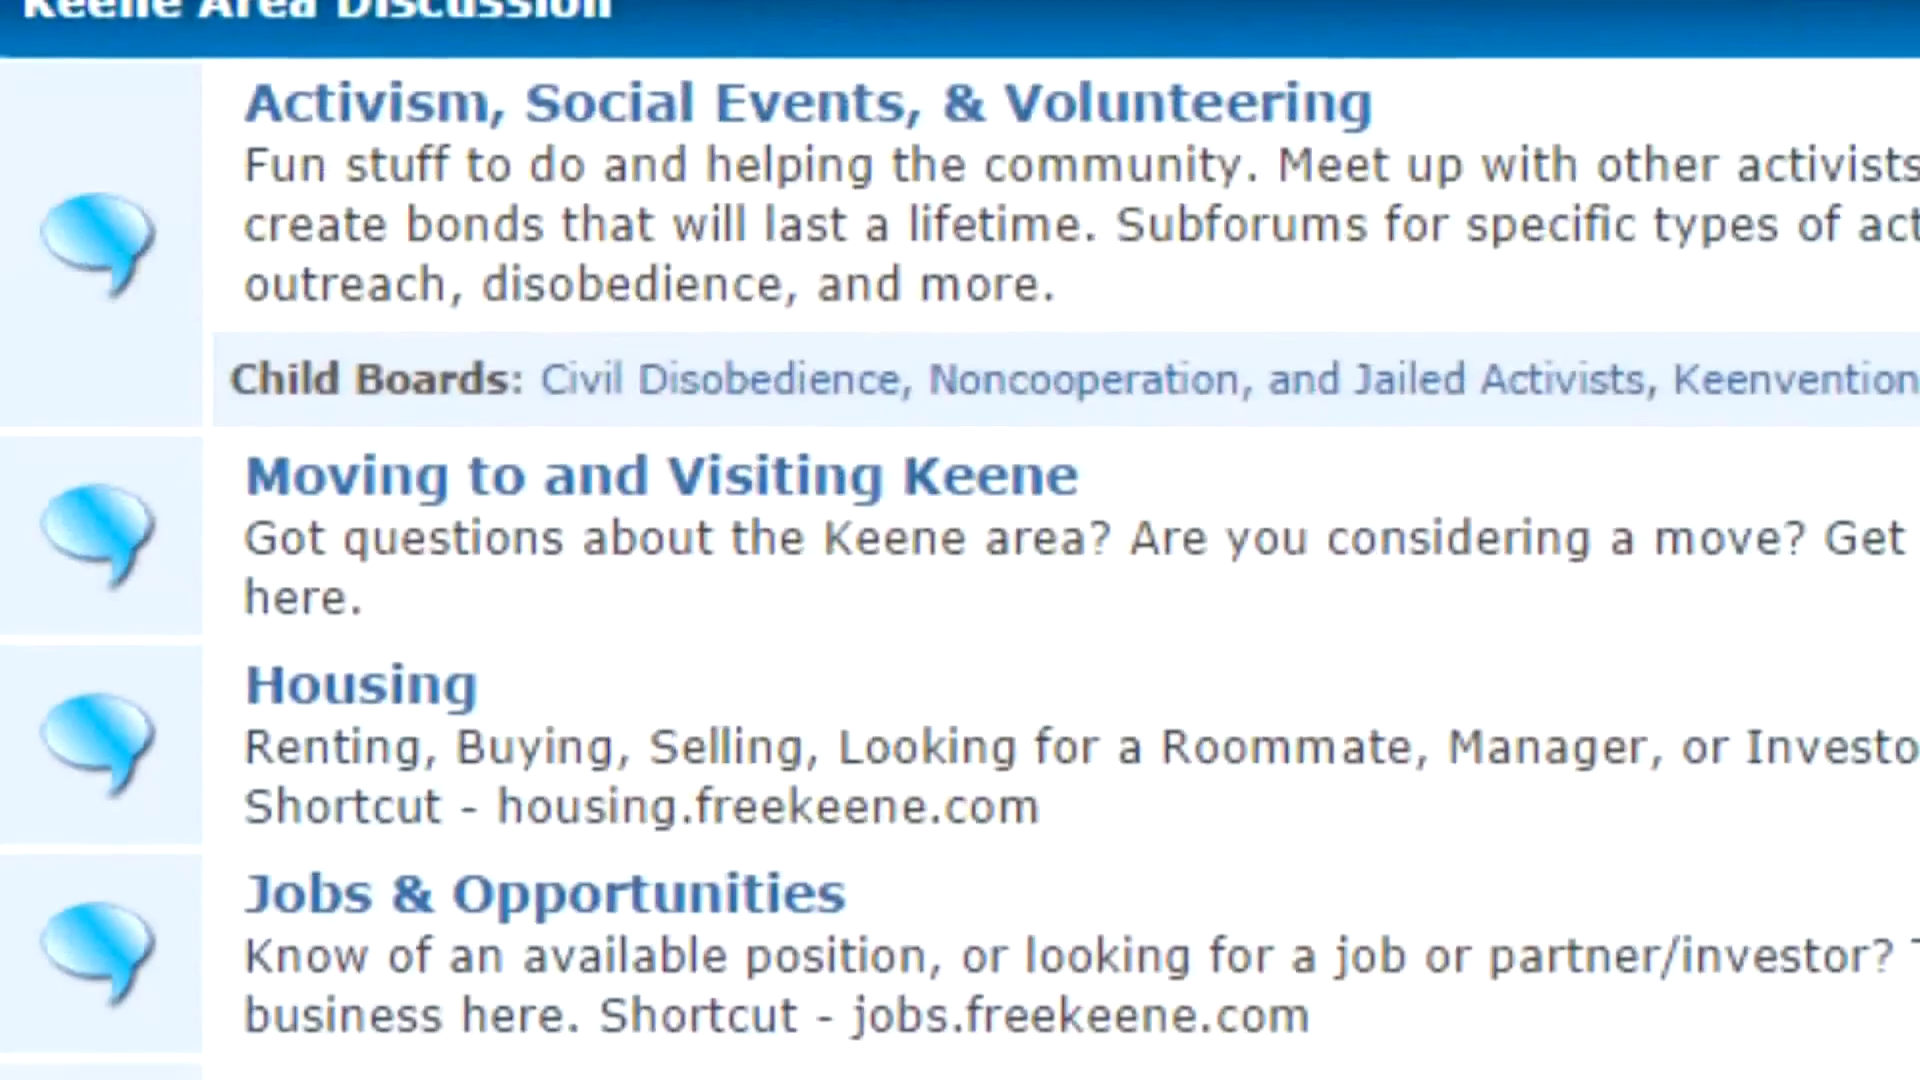 Keene Area Discussion
Activism, Social Events, & Volunteering
Fun stuff to do and helping the community. Meet up with other activists
create bonds that will last a lifetime. Subforums for specific types of
outreach, disobedience, and more.
Child Boards: Civil Disobedience, Noncooperation, and Jailed Activists, Keenvention
Moving to and Visiting Keene
Got questions about the Keene area? Are you considering a move? Get
here.
Housing
Renting, Buying, Selling, Looking for a Roommate, Manager, or
Shortcut - housing.freekeene.com
Jobs & Opportunities
Know of an available position, or looking for a job or partner/investor?
business here. Shortcut - jobs.freekeene.com